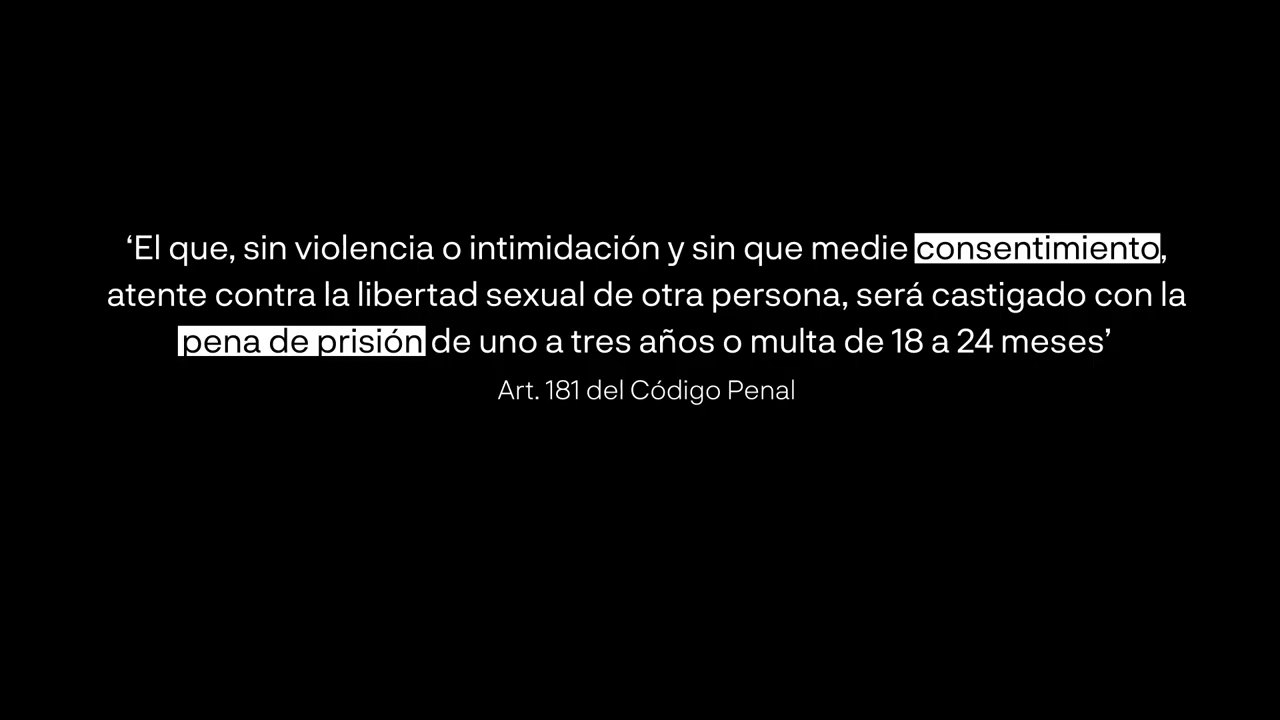 ‘El que, sin violencia o intimidación y sin que medie consentimiento,
atente contra la libertad sexual de otra persona, será castigado con la
pena de prisión de uno a tres años o multa de 18 a 24 meses’
Art. 181 del Código Penal